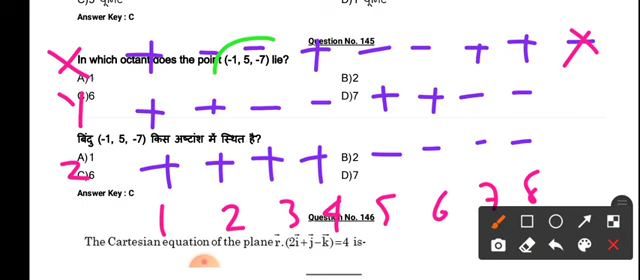 Answer Key : C
Question No. 145
In which octant does the point (-1, 5, -7) lie?
A) 1 B) 2
C) 6 D) 7
बिंदु (-1, 5, -7) किस अष्टांश में स्थित है?
A) 1 B) 2
C) 6 D) 7
Answer Key : C
x + - - + - - + +
y + + - - + + - -
z + + + + - - - -
1 2 3 4 5 6 7 8
Question No. 146
The Cartesian equation of the plane r⃗. (2i⃗+j⃗–k⃗)=4 is-